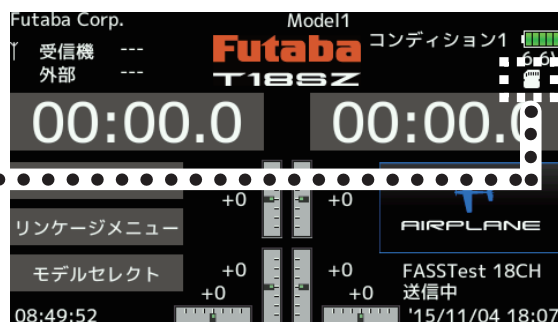 Futaba Corp.
Model1
コンディション1
受信機 ---
外部 ---
Futaba
T18SZ
00:00.0
00:00.0
+0
+0
リンケージメニュー
AIRPLANE
モデルセレクト
+0
+0
+0
+0
FASSTest 18CH
送信中
08:49:52
'15/11/04 18:07